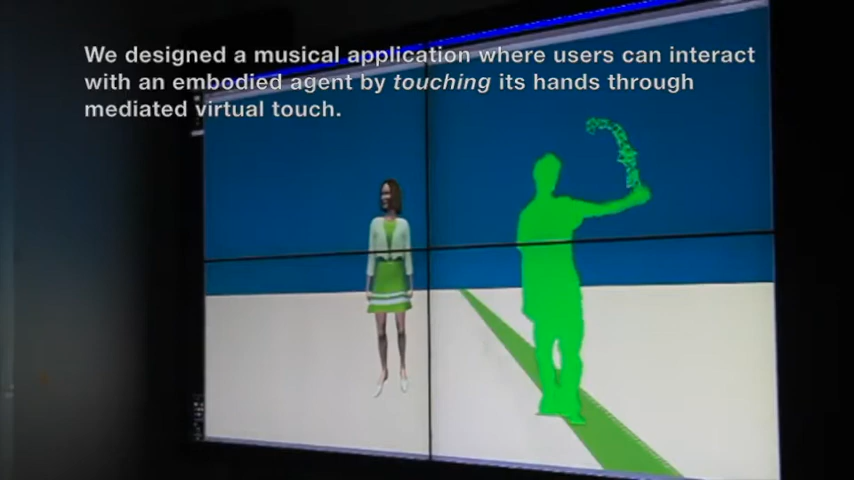 We designed a musical application where users can interact
with an embodied agent by touching its hands through
mediated virtual touch.